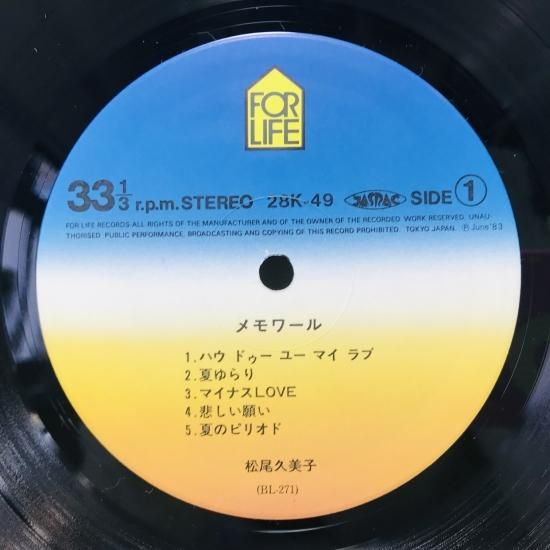 FOR
LIFE
33 1/3 r.p.m. STEREO 28K-49 JASRAC SIDE 1
FOR LIFE RECORDS·ALL RIGHTS OF THE MANUFACTURER AND OF THE OWNER OF THE RECORDED WORK RESERVED. UNAU-
THORISED PUBLIC PERFORMANCE, BROADCASTING AND COPYING OF THIS RECORD PROHIBITED. TOKYO JAPAN. ℗ June '83
メモワール
1.ハウ ドゥー ユー マイ ラブ
2.夏ゆらり
3.マイナスLOVE
4.悲しい願い
5.夏のピリオド
松尾久美子
(BL-271)